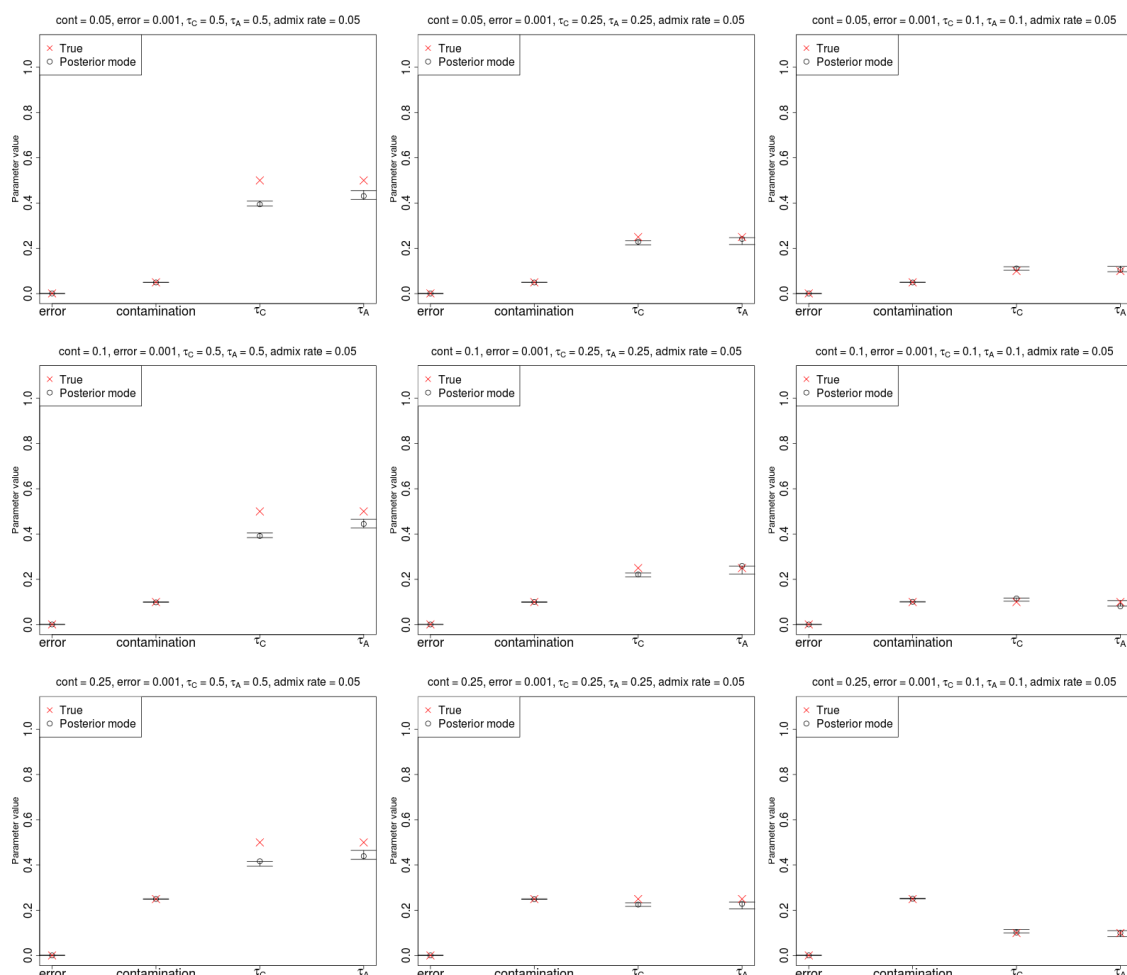 cont = 0.05, error = 0.001, τC = 0.5, τA = 0.5, admix rate = 0.05
True
Posterior mode
Parameter value
0.0 0.2 0.4 0.6 0.8 1.0
error contamination τC τA
cont = 0.05, error = 0.001, τC = 0.25, τA = 0.25, admix rate = 0.05
True
Posterior mode
Parameter value
0.0 0.2 0.4 0.6 0.8 1.0
error contamination τC τA
cont = 0.05, error = 0.001, τC = 0.1, τA = 0.1, admix rate = 0.05
True
Posterior mode
Parameter value
0.0 0.2 0.4 0.6 0.8 1.0
error contamination τC τA
cont = 0.1, error = 0.001, τC = 0.5, τA = 0.5, admix rate = 0.05
True
Posterior mode
Parameter value
0.0 0.2 0.4 0.6 0.8 1.0
error contamination τC τA
cont = 0.1, error = 0.001, τC = 0.25, τA = 0.25, admix rate = 0.05
True
Posterior mode
Parameter value
0.0 0.2 0.4 0.6 0.8 1.0
error contamination τC τA
cont = 0.1, error = 0.001, τC = 0.1, τA = 0.1, admix rate = 0.05
True
Posterior mode
Parameter value
0.0 0.2 0.4 0.6 0.8 1.0
error contamination τC τA
cont = 0.25, error = 0.001, τC = 0.5, τA = 0.5, admix rate = 0.05
True
Posterior mode
Parameter value
0.0 0.2 0.4 0.6 0.8 1.0
error contamination τC τA
cont = 0.25, error = 0.001, τC = 0.25, τA = 0.25, admix rate = 0.05
True
Posterior mode
Parameter value
0.0 0.2 0.4 0.6 0.8 1.0
error contamination τC τA
cont = 0.25, error = 0.001, τC = 0.1, τA = 0.1, admix rate = 0.05
True
Posterior mode
Parameter value
0.0 0.2 0.4 0.6 0.8 1.0
error contamination τC τA